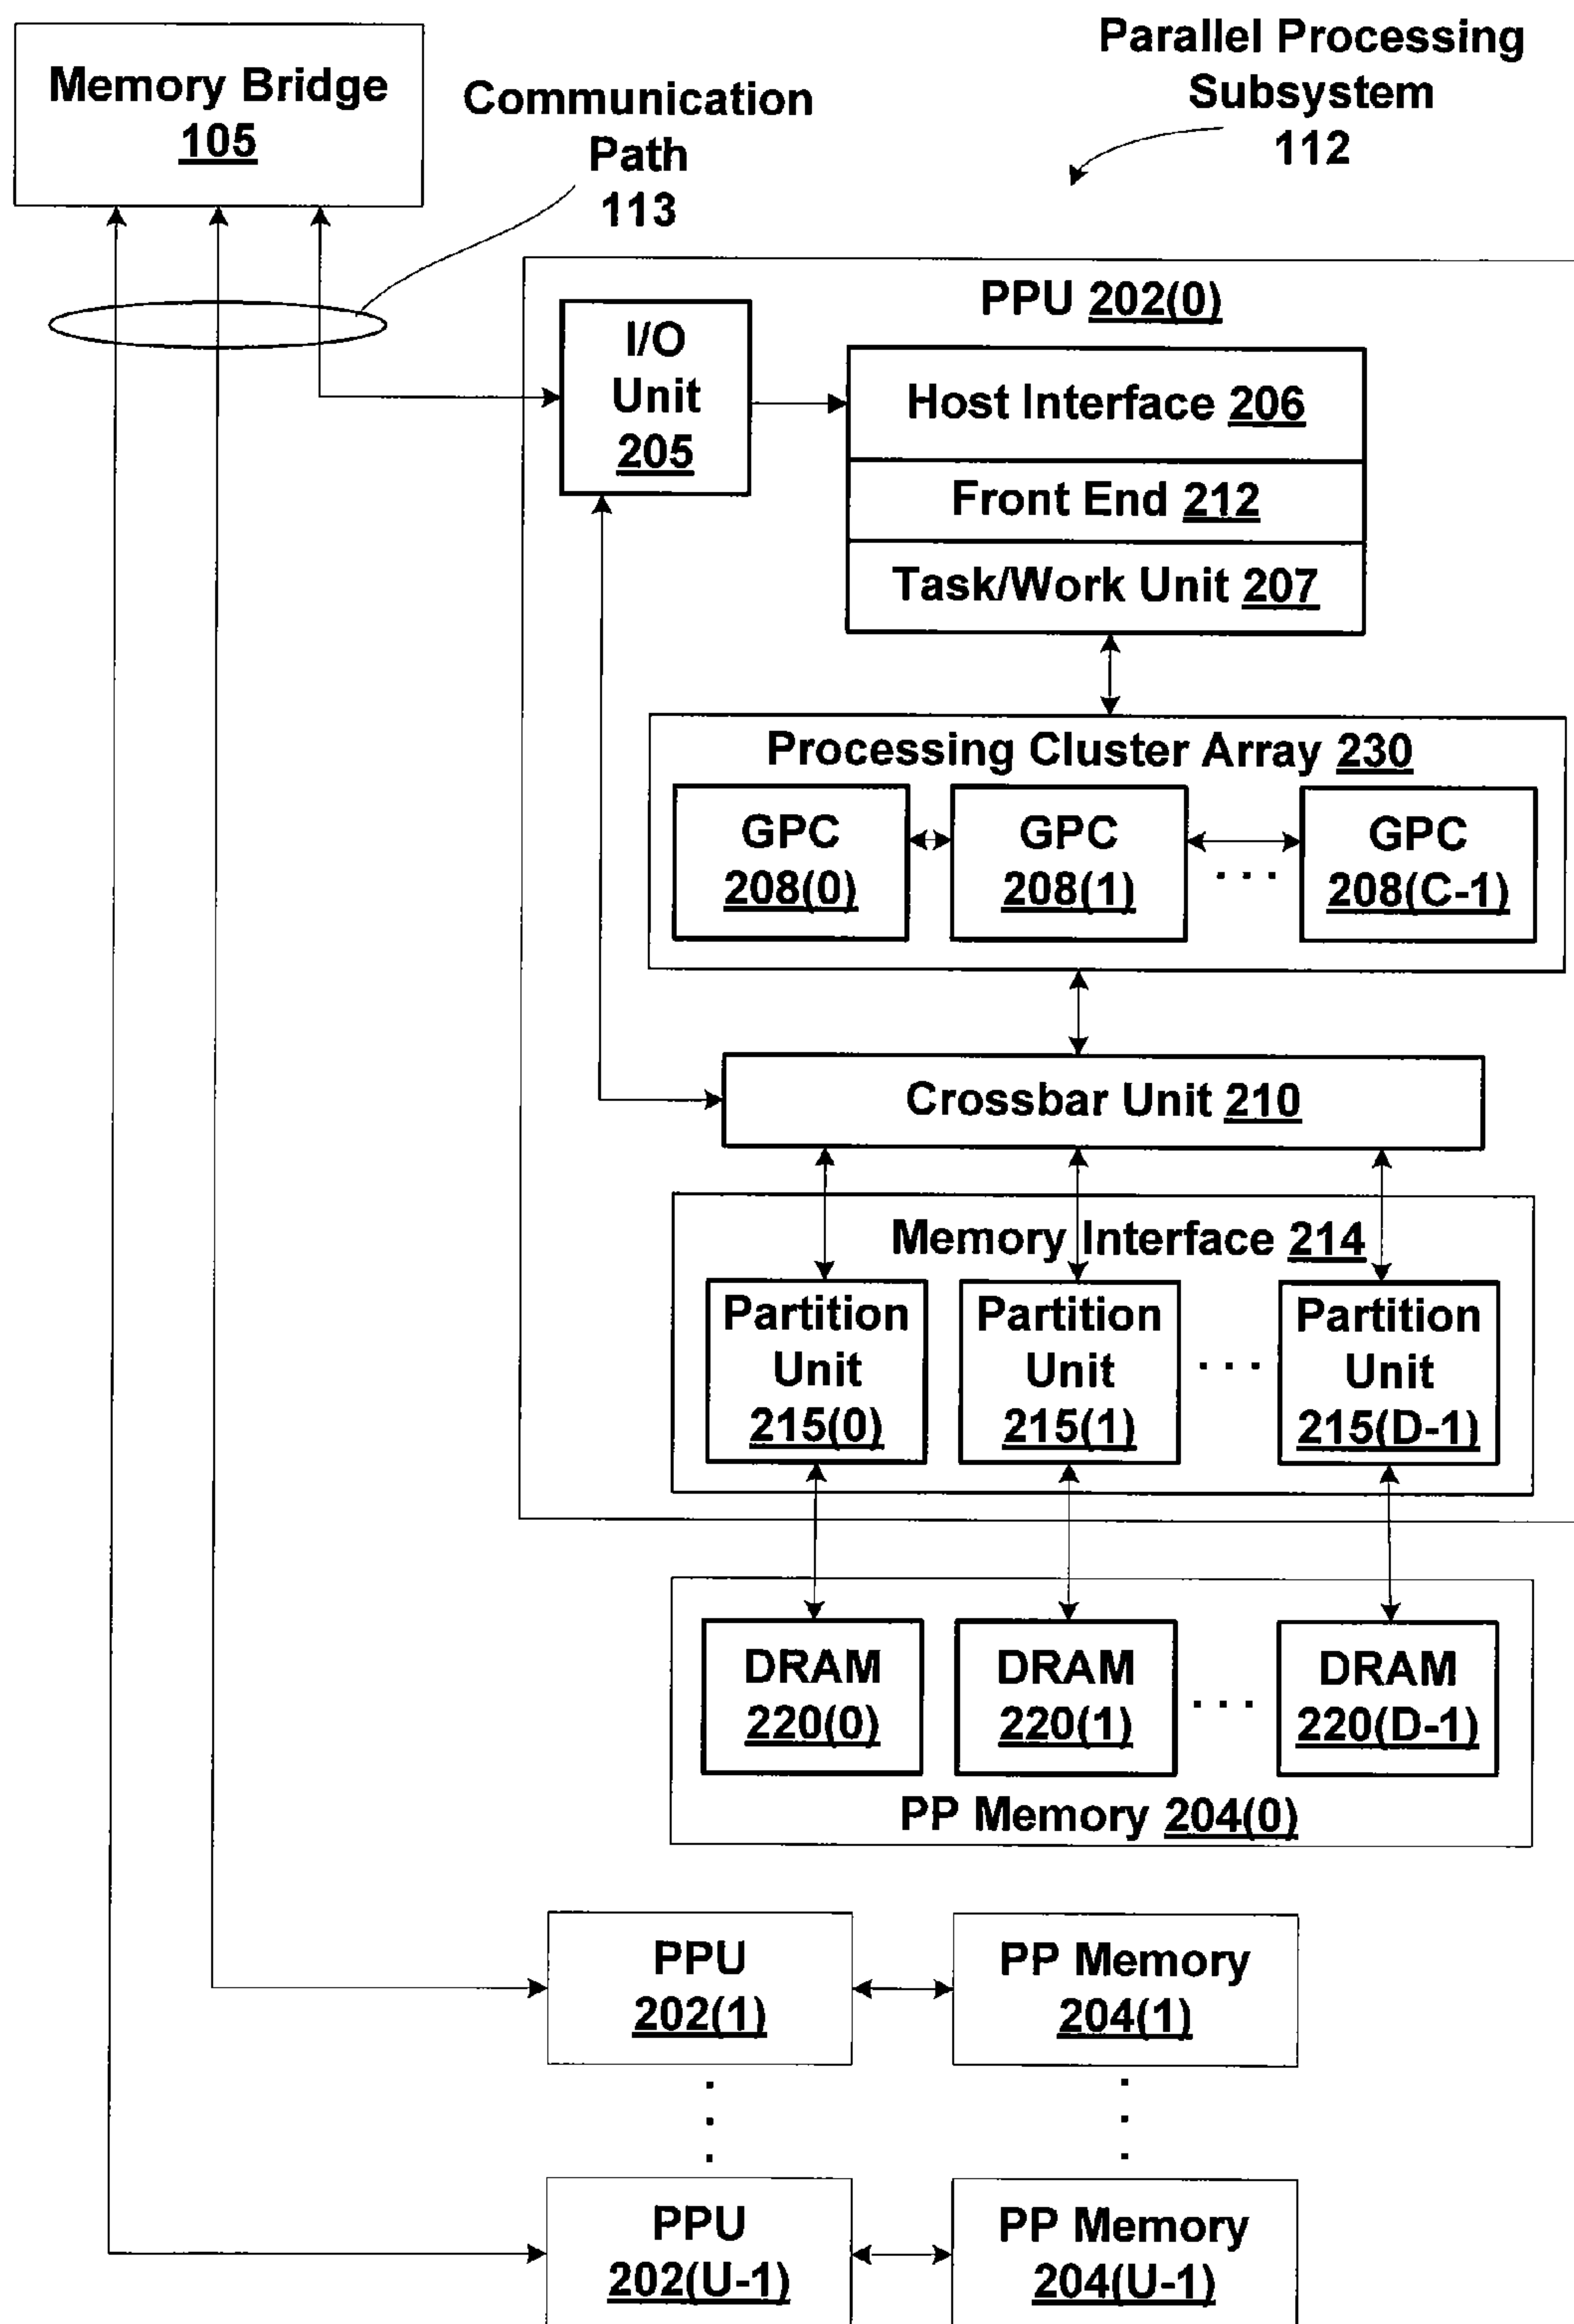 Memory Bridge
105
Communication
Path
113
Parallel Processing
Subsystem
112
PPU 202(0)
I/O
Unit
205
Host Interface 206
Front End 212
Task/Work Unit 207
Processing Cluster Array 230
GPC
208(0)
GPC
208(1)
. . .
GPC
208(C-1)
Crossbar Unit 210
Memory Interface 214
Partition
Unit
215(0)
Partition
Unit
215(1)
. . .
Partition
Unit
215(D-1)
DRAM
220(0)
DRAM
220(1)
. . .
DRAM
220(D-1)
PP Memory 204(0)
PPU
202(1)
PP Memory
204(1)
PPU
202(U-1)
PP Memory
204(U-1)